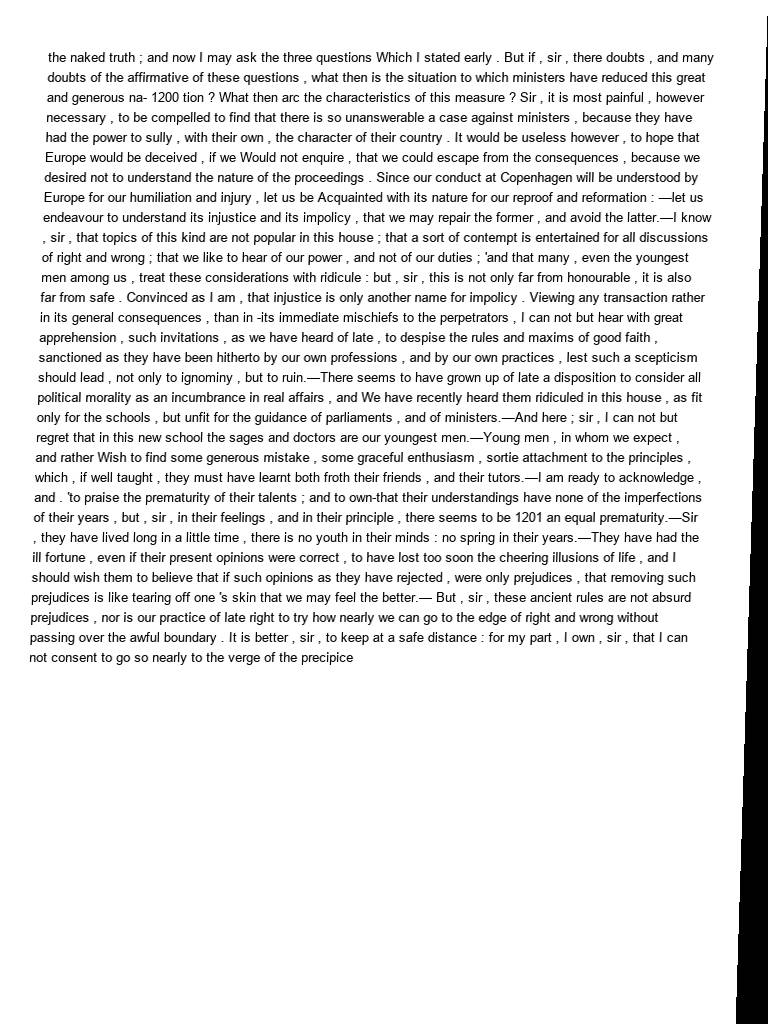 the naked truth ; and now I may ask the three questions Which I stated early . But if , sir , there doubts , and many
doubts of the affirmative of these questions , what then is the situation to which ministers have reduced this great
and generous na- 1200 tion ? What then arc the characteristics of this measure ? Sir , it is most painful , however
necessary , to be compelled to find that there is so unanswerable a case against ministers , because they have
had the power to sully , with their own , the character of their country . It would be useless however , to hope that
Europe would be deceived , if we Would not enquire , that we could escape from the consequences , because we
desired not to understand the nature of the proceedings . Since our conduct at Copenhagen will be understood by
Europe for our humiliation and injury , let us be Acquainted with its nature for our reproof and reformation : —let us
endeavour to understand its injustice and its impolicy , that we may repair the former , and avoid the latter.—I know
, sir , that topics of this kind are not popular in this house ; that a sort of contempt is entertained for all discussions
of right and wrong ; that we like to hear of our power , and not of our duties ; 'and that many , even the youngest
men among us , treat these considerations with ridicule : but , sir , this is not only far from honourable , it is also
far from safe . Convinced as I am , that injustice is only another name for impolicy . Viewing any transaction rather
in its general consequences , than in -its immediate mischiefs to the perpetrators , I can not but hear with great
apprehension , such invitations , as we have heard of late , to despise the rules and maxims of good faith ,
sanctioned as they have been hitherto by our own professions , and by our own practices , lest such a scepticism
should lead , not only to ignominy , but to ruin.—There seems to have grown up of late a disposition to consider all
political morality as an incumbrance in real affairs , and We have recently heard them ridiculed in this house , as fit
only for the schools , but unfit for the guidance of parliaments , and of ministers.—And here ; sir , I can not but
regret that in this new school the sages and doctors are our youngest men.—Young men , in whom we expect ,
and rather Wish to find some generous mistake , some graceful enthusiasm , sortie attachment to the principles ,
which , if well taught , they must have learnt both froth their friends , and their tutors.—I am ready to acknowledge ,
and . 'to praise the prematurity of their talents ; and to own-that their understandings have none of the imperfections
of their years , but , sir , in their feelings , and in their principle , there seems to be 1201 an equal prematurity.—Sir
, they have lived long in a little time , there is no youth in their minds : no spring in their years.—They have had the
ill fortune , even if their present opinions were correct , to have lost too soon the cheering illusions of life , and I
should wish them to believe that if such opinions as they have rejected , were only prejudices , that removing such
prejudices is like tearing off one 's skin that we may feel the better.— But , sir , these ancient rules are not absurd
prejudices , nor is our practice of late right to try how nearly we can go to the edge of right and wrong without
passing over the awful boundary . It is better , sir , to keep at a safe distance : for my part , I own , sir , that I can
not consent to go so nearly to the verge of the precipice